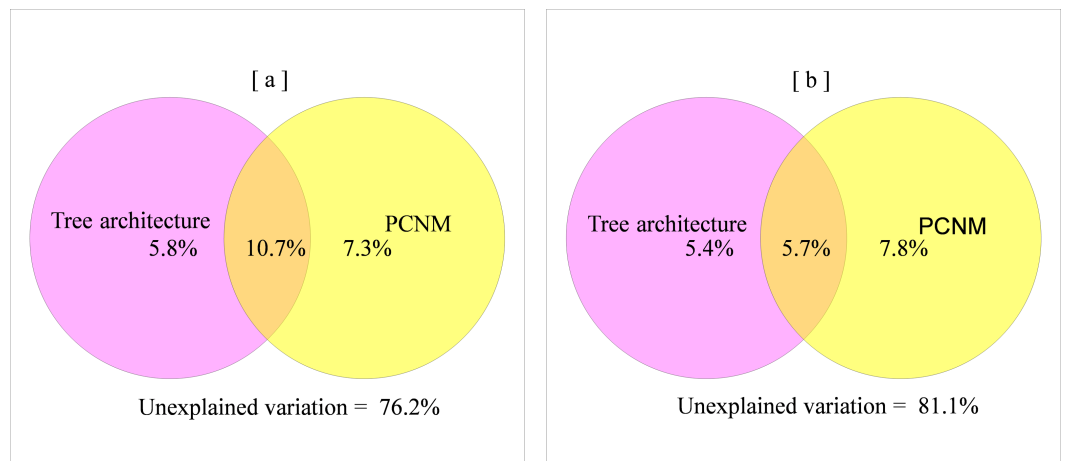 [ a ]
Tree architecture
PCNM
5.8%
10.7%
7.3%
Unexplained variation = 76.2%
[ b ]
Tree architecture
PCNM
5.4%
5.7%
7.8%
Unexplained variation = 81.1%